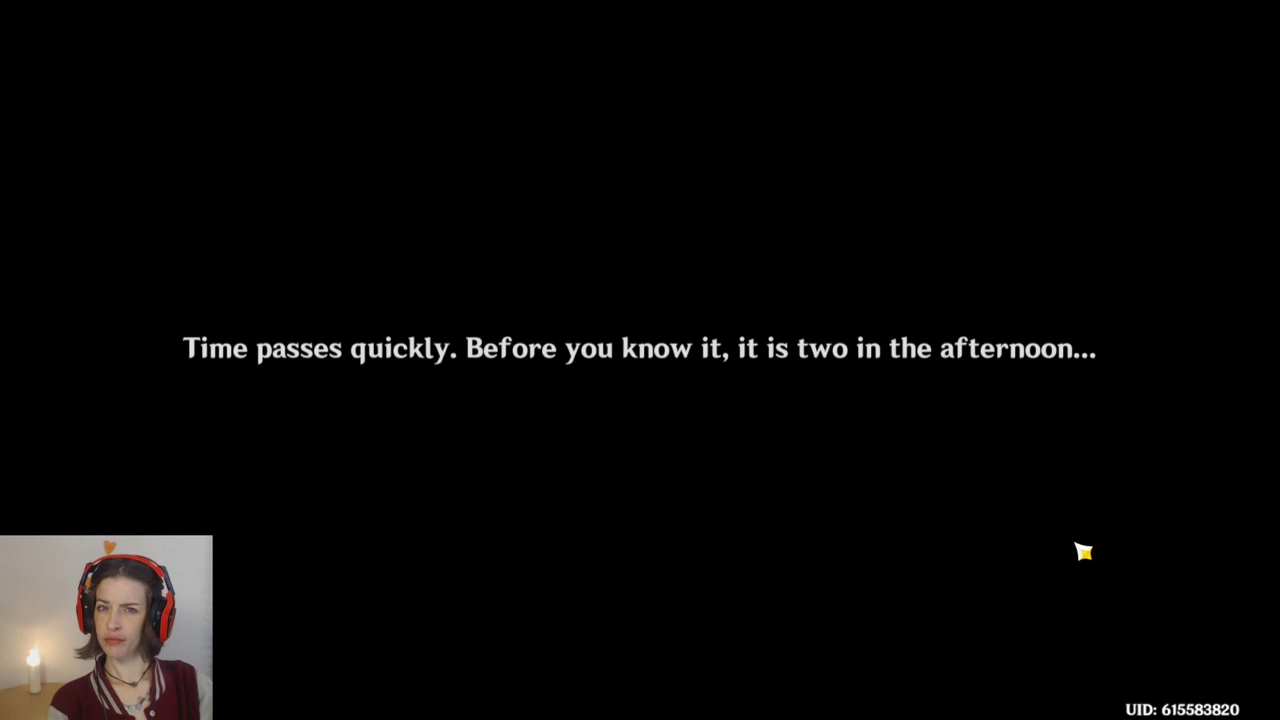 Time passes quickly. Before you know it, it is two in the afternoon...
UID: 615583820